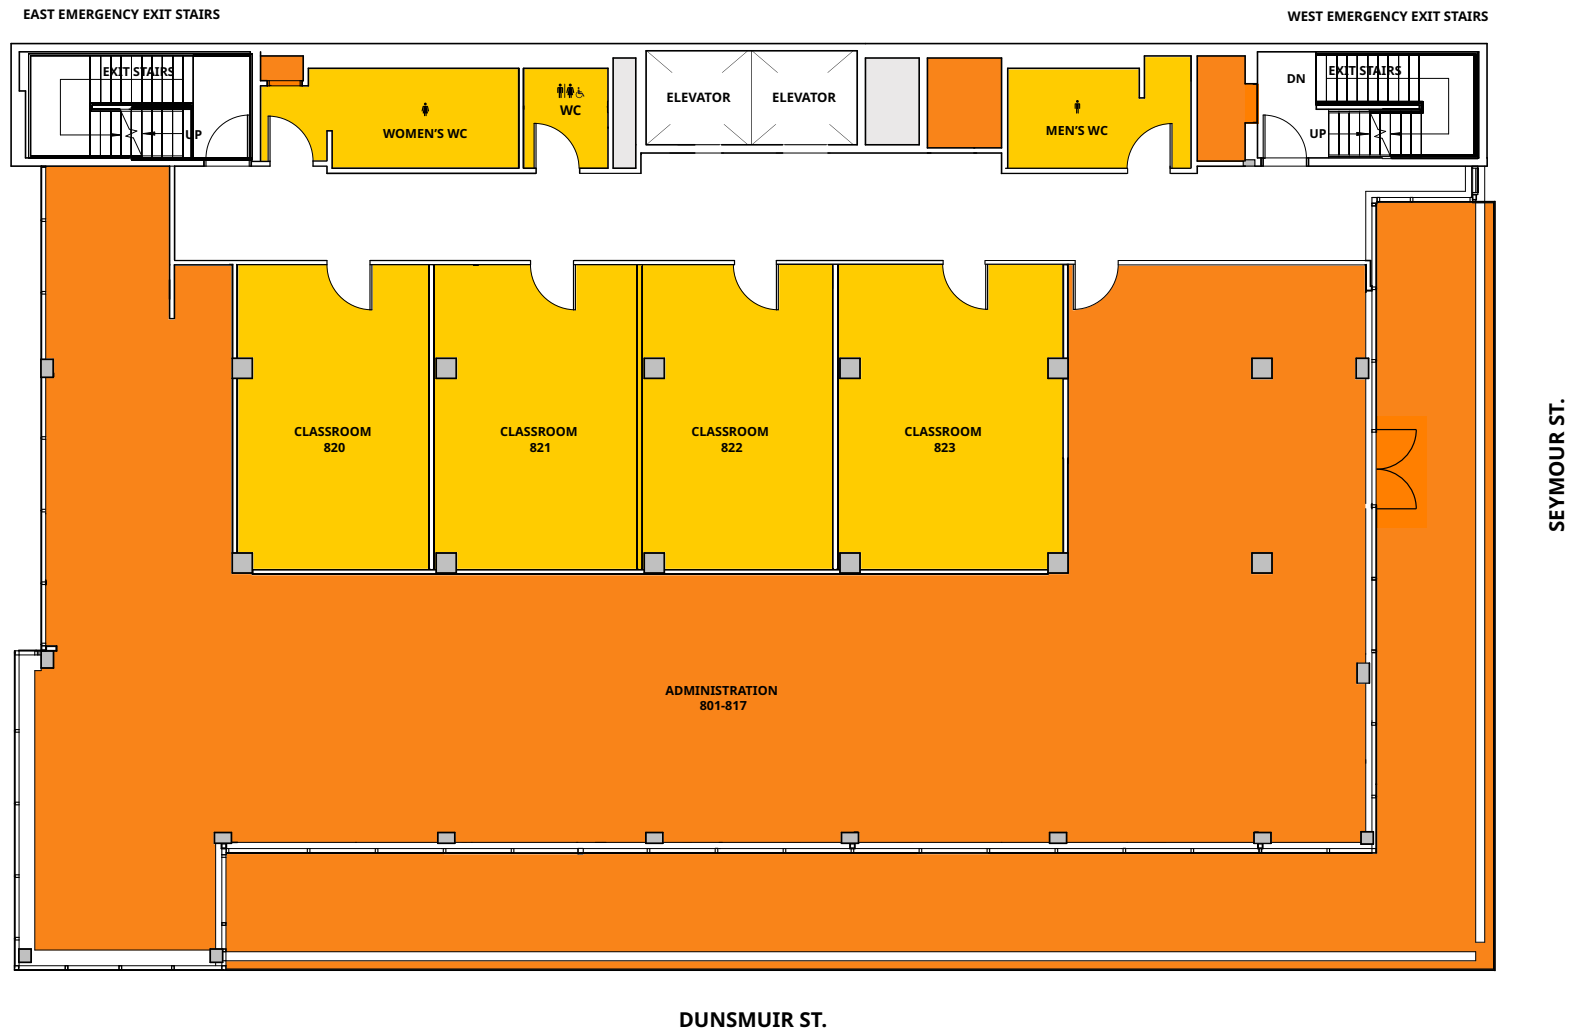 EAST EMERGENCY EXIT STAIRS
WEST EMERGENCY EXIT STAIRS
EXIT STAIRS
UP
WOMEN'S WC
WC
ELEVATOR
ELEVATOR
MEN'S WC
DN
EXIT STAIRS
UP
CLASSROOM
820
CLASSROOM
821
CLASSROOM
822
CLASSROOM
823
SEYMOUR ST.
ADMINISTRATION
801-817
DUNSMUIR ST.